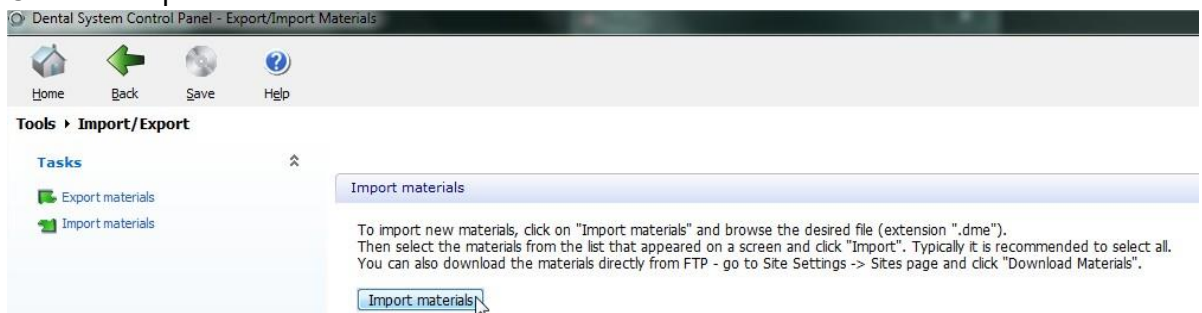 Dental System Control Panel - Export/Import Materials
Home Back Save Help
Tools ▸ Import/Export
Tasks
Export materials
Import materials
Import materials
To import new materials, click on "Import materials" and browse the desired file (extension ".dme").
Then select the materials from the list that appeared on a screen and click "Import". Typically it is recommended to select all.
You can also download the materials directly from FTP - go to Site Settings -> Sites page and click "Download Materials".
Import materials